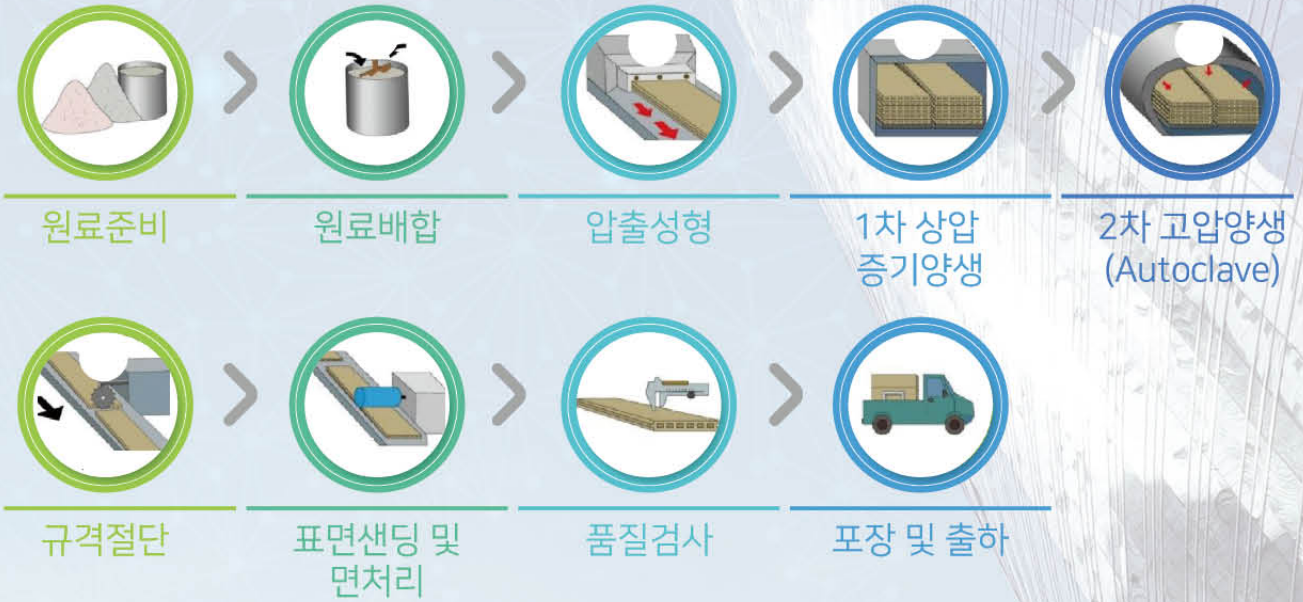 원료준비
원료배합
압출성형
1차 상압
증기양생
2차 고압양생
(Autoclave)
규격절단
표면샌딩 및
면처리
품질검사
포장 및 출하